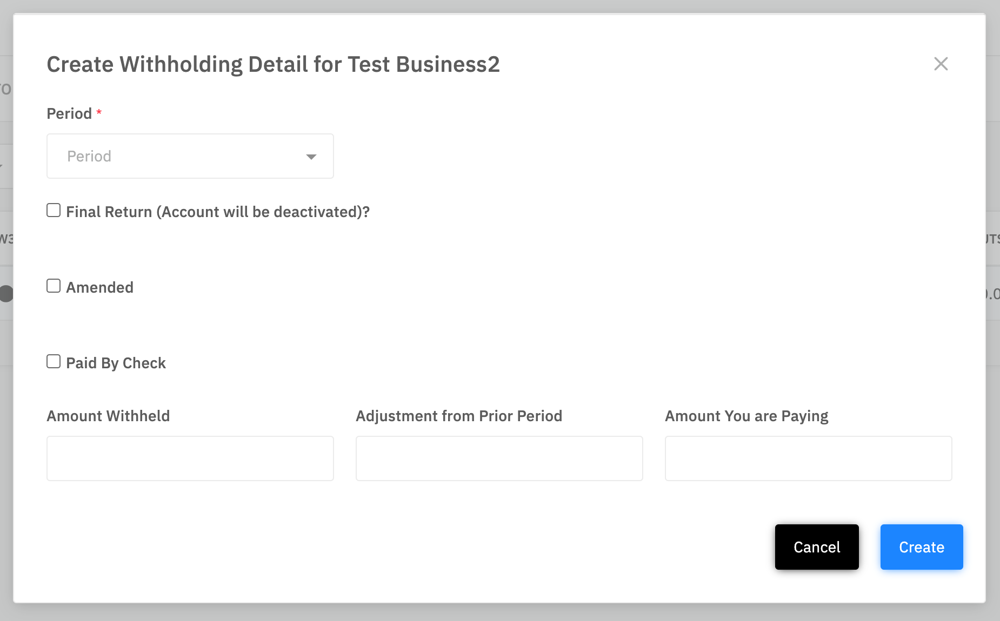 Create Withholding Detail for Test Business2
Period *
Period
Final Return (Account will be deactivated)?
Amended
Paid By Check
Amount Withheld
Adjustment from Prior Period
Amount You are Paying
Cancel
Create